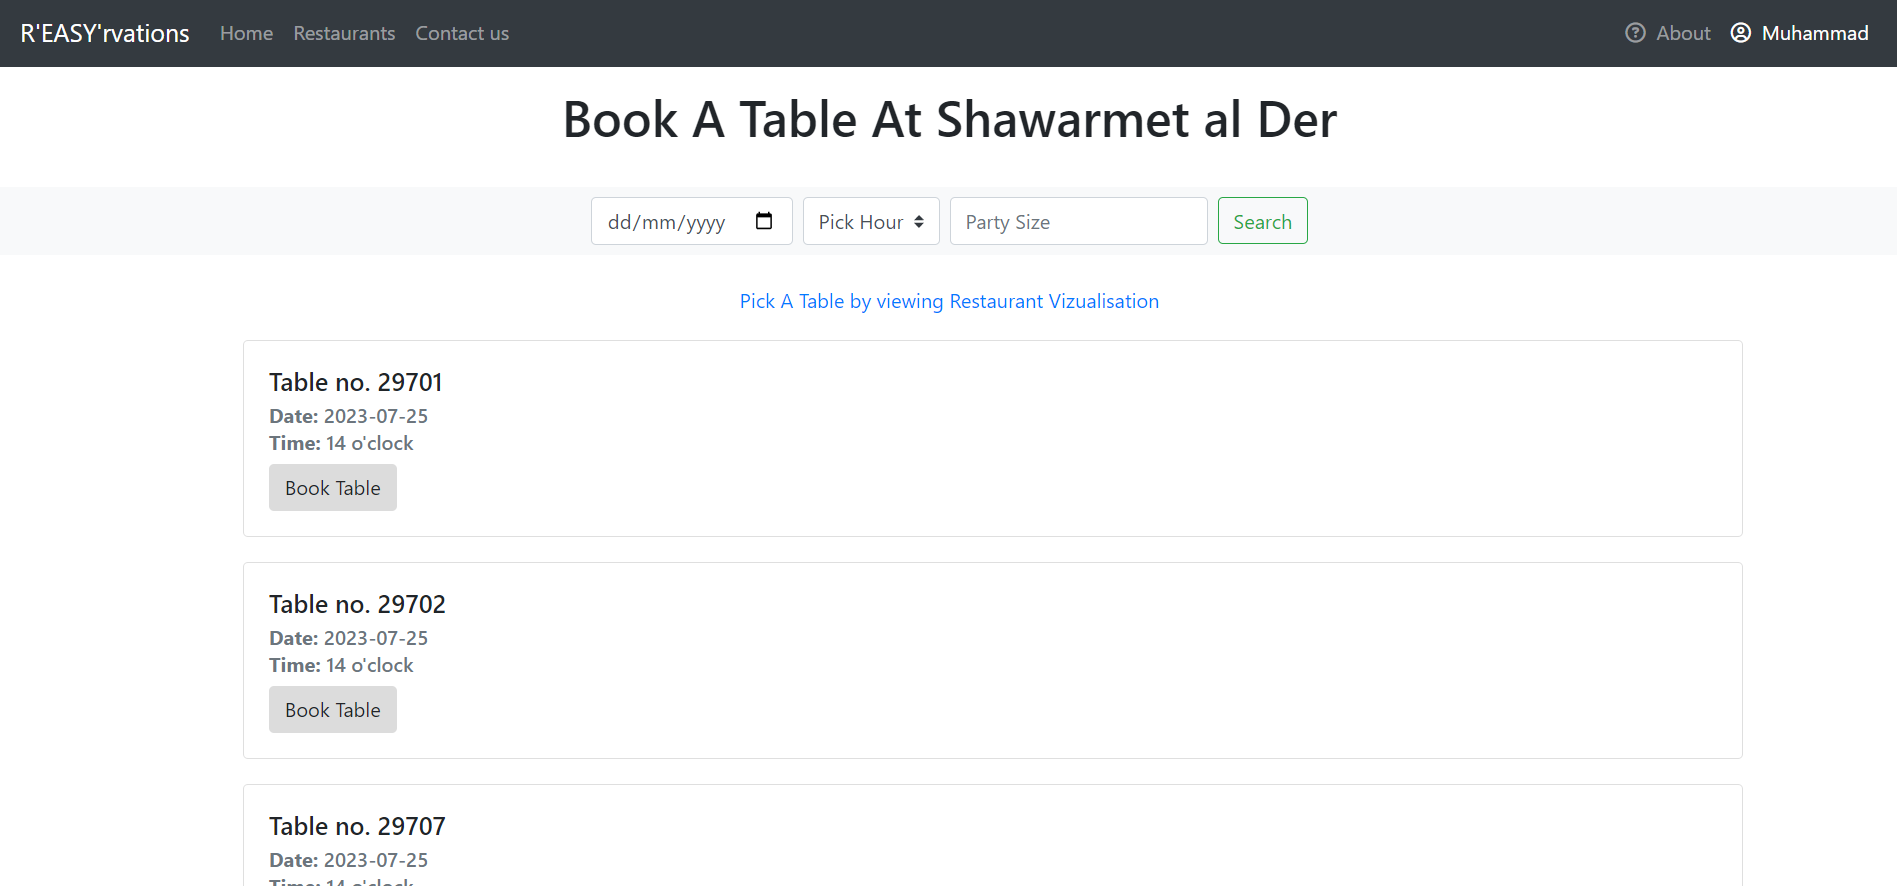 R'EASY'rvations Home Restaurants Contact us About Muhammad
Book A Table At Shawarmet al Der
dd/mm/yyyy Pick Hour Party Size Search
Pick A Table by viewing Restaurant Vizualisation
Table no. 29701
Date: 2023-07-25
Time: 14 o'clock
Book Table
Table no. 29702
Date: 2023-07-25
Time: 14 o'clock
Book Table
Table no. 29707
Date: 2023-07-25
Time: 14 o'clock